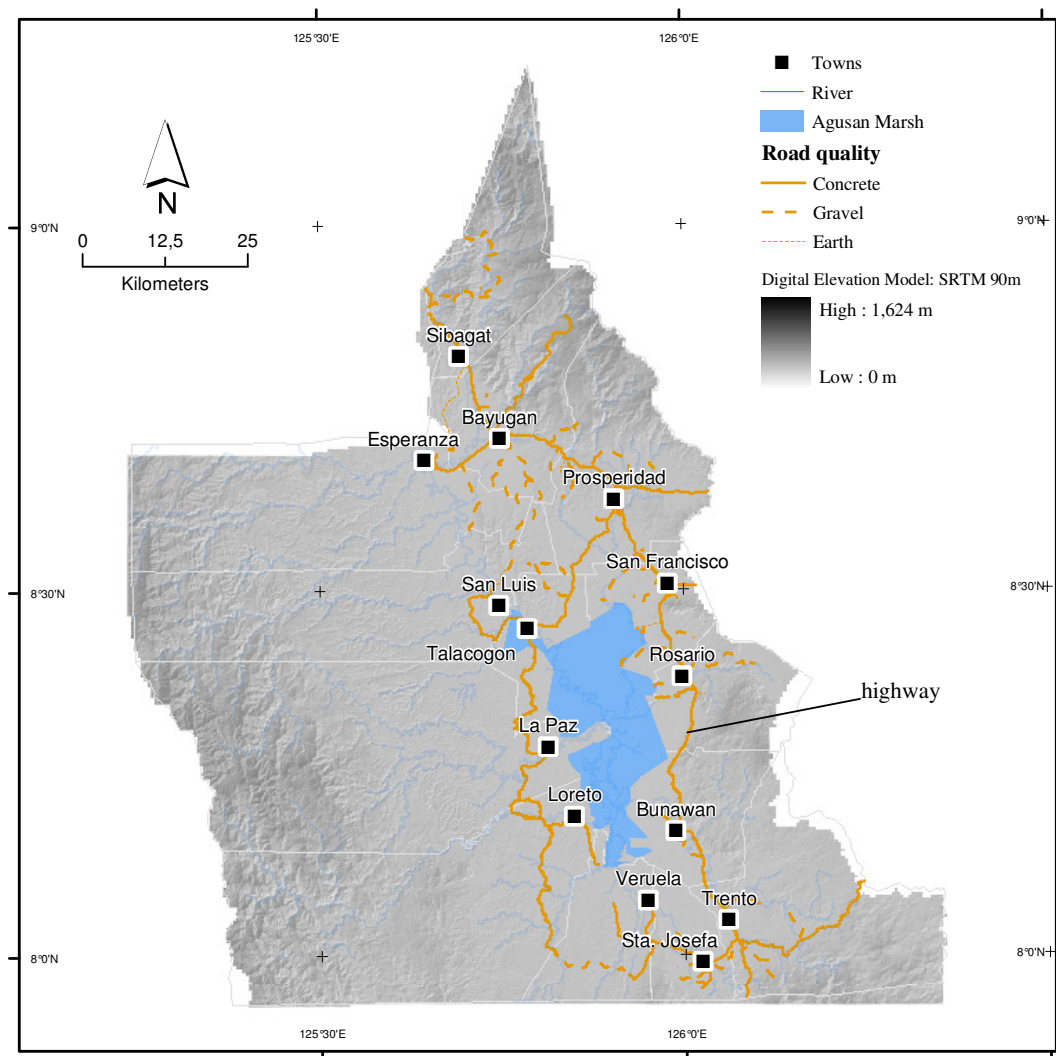 125°30'E
126°0'E
Towns
River
Agusan Marsh
Road quality
Concrete
Gravel
Earth
Digital Elevation Model: SRTM 90m
High : 1,624 m
Low : 0 m
N
0 12,5 25
Kilometers
9°0'N
9°0'N
Sibagat
Bayugan
Esperanza
Prosperidad
San Francisco
8°30'N
San Luis
8°30'N
Talacogon
Rosario
highway
La Paz
Loreto
Bunawan
Veruela
Trento
Sta. Josefa
8°0'N
8°0'N
125°30'E
126°0'E